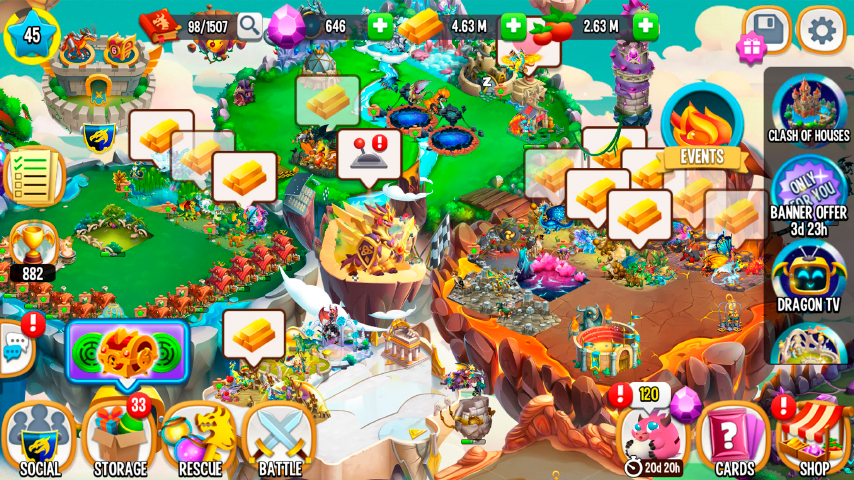 45
98/1507
646
4.63 M
2.63 M
6
Z
CLASH OF HOUSES
EVENTS
ONLY
FOR YOU
BANNER OFFER
3d 23h
882
DRAGON TV
!
!
33
!
120
!
20d 20h
?
SOCIAL
STORAGE
RESCUE
BATTLE
CARDS
SHOP